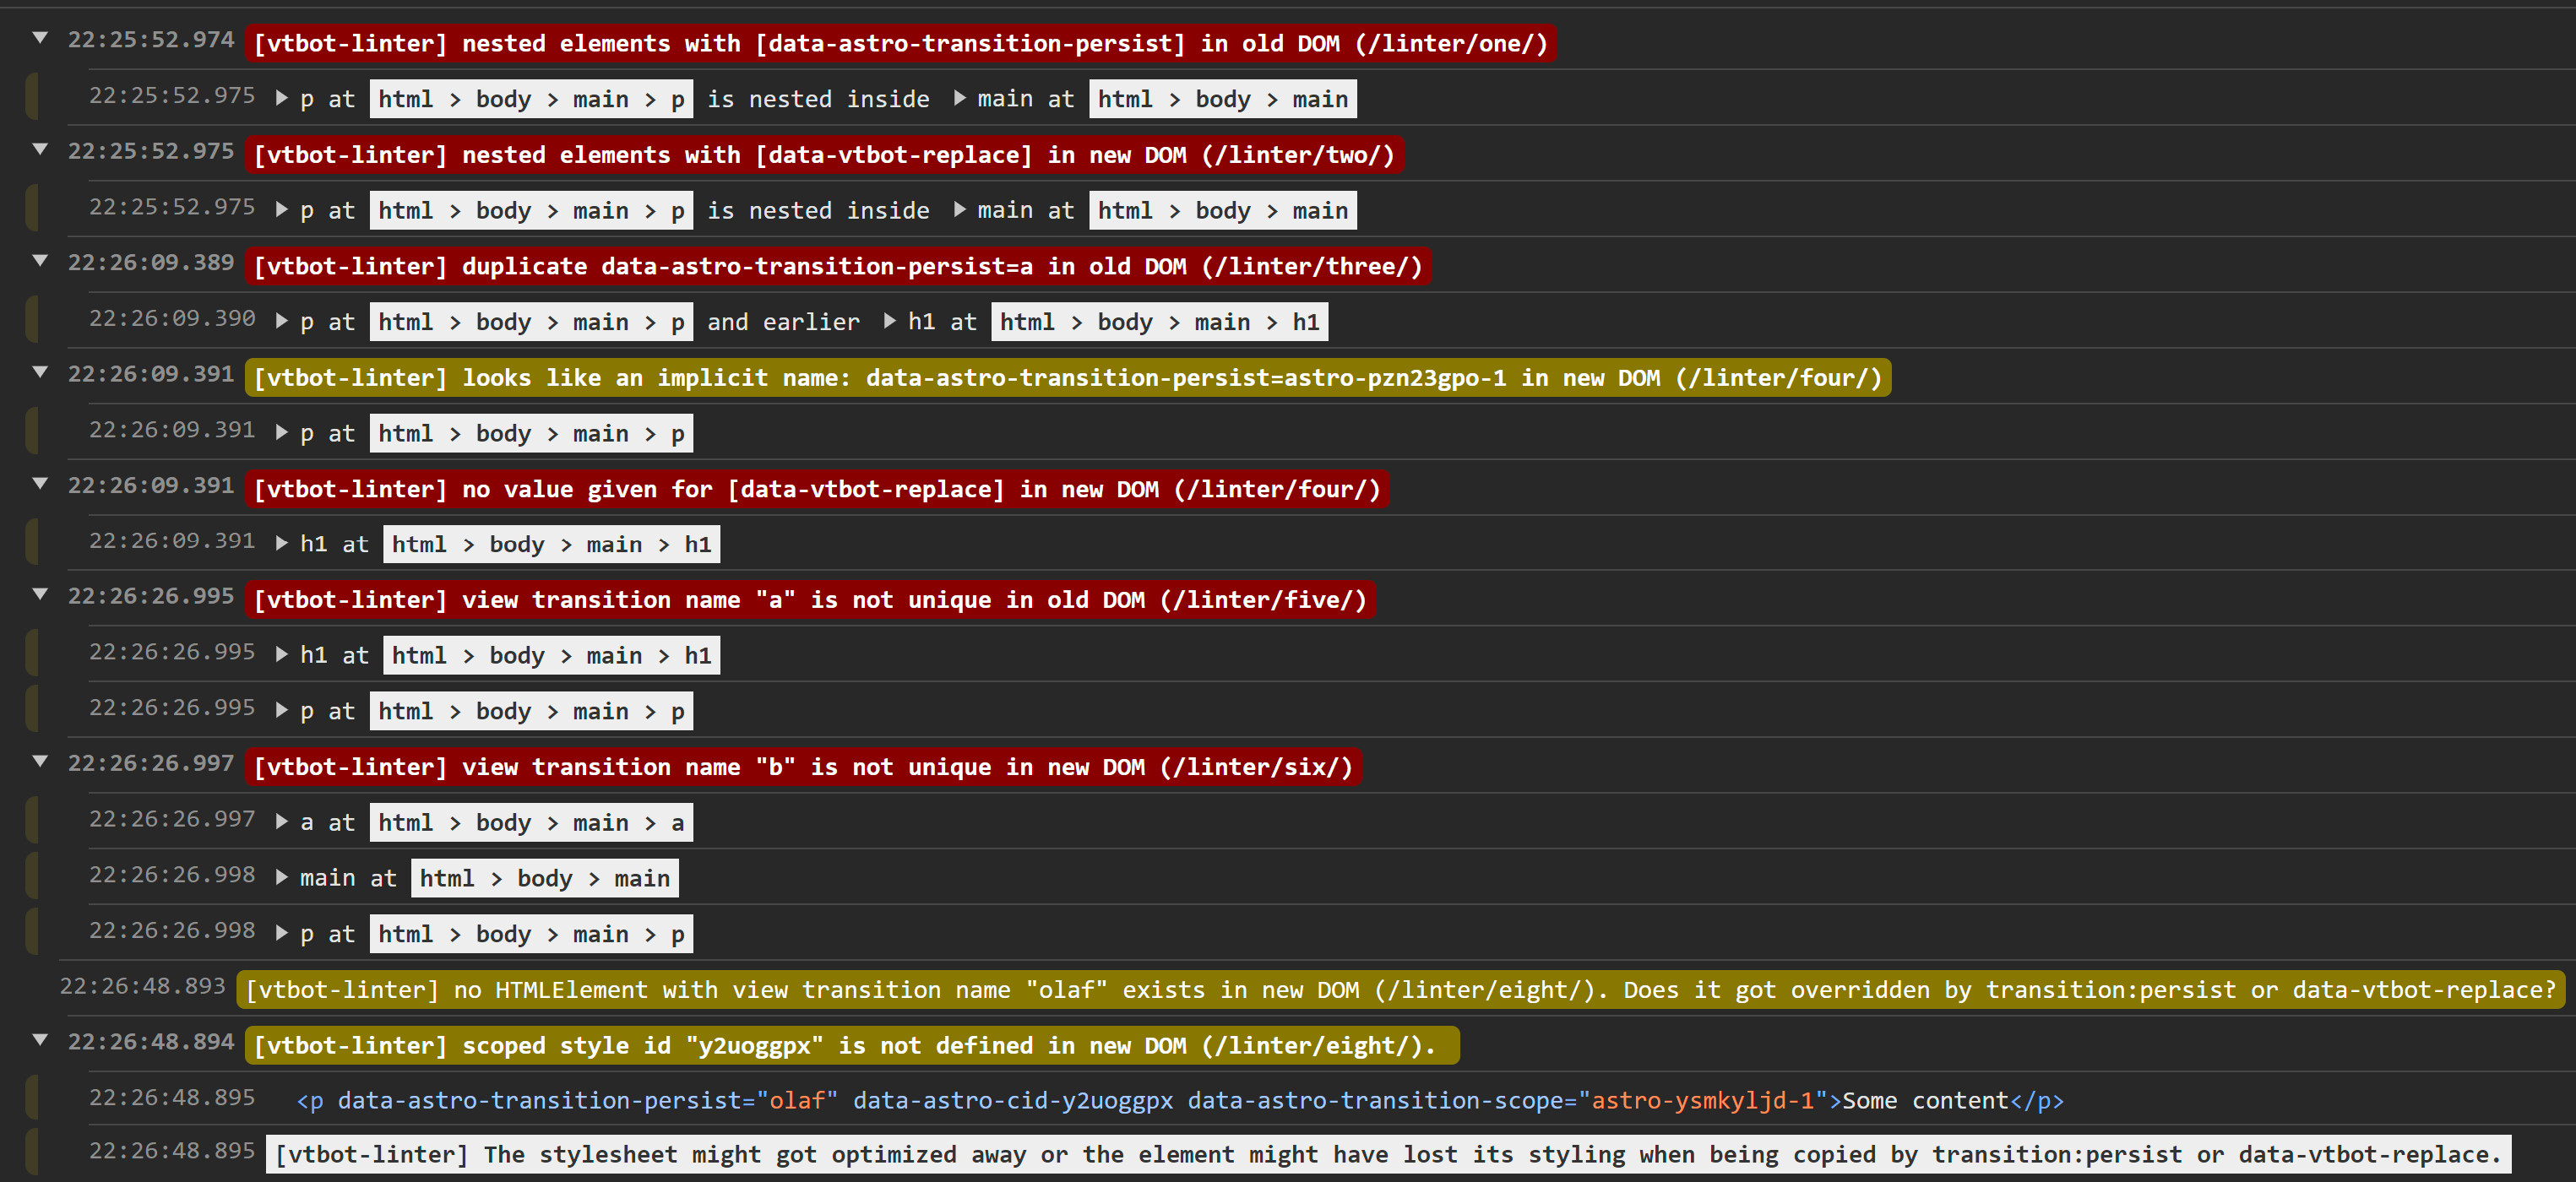 22:25:52.974 [vtbot-linter] nested elements with [data-astro-transition-persist] in old DOM (/linter/one/)
22:25:52.975 p at html > body > main > p is nested inside main at html > body > main
22:25:52.975 [vtbot-linter] nested elements with [data-vtbot-replace] in new DOM (/linter/two/)
22:25:52.975 p at html > body > main > p is nested inside main at html > body > main
22:26:09.389 [vtbot-linter] duplicate data-astro-transition-persist=a in old DOM (/linter/three/)
22:26:09.390 p at html > body > main > p and earlier h1 at html > body > main > h1
22:26:09.391 [vtbot-linter] looks like an implicit name: data-astro-transition-persist=astro-pzn23gpo-1 in new DOM (/linter/four/)
22:26:09.391 p at html > body > main > p
22:26:09.391 [vtbot-linter] no value given for [data-vtbot-replace] in new DOM (/linter/four/)
22:26:09.391 h1 at html > body > main > h1
22:26:26.995 [vtbot-linter] view transition name "a" is not unique in old DOM (/linter/five/)
22:26:26.995 h1 at html > body > main > h1
22:26:26.995 p at html > body > main > p
22:26:26.997 [vtbot-linter] view transition name "b" is not unique in new DOM (/linter/six/)
22:26:26.997 a at html > body > main > a
22:26:26.998 main at html > body > main
22:26:26.998 p at html > body > main > p
22:26:48.893 [vtbot-linter] no HTMLElement with view transition name "olaf" exists in new DOM (/linter/eight/). Does it got overridden by transition:persist or data-vtbot-replace?
22:26:48.894 [vtbot-linter] scoped style id "y2uoggpx" is not defined in new DOM (/linter/eight/).
22:26:48.895 <p data-astro-transition-persist="olaf" data-astro-cid-y2uoggpx data-astro-transition-scope="astro-ysmkyljd-1">Some content</p>
22:26:48.895 [vtbot-linter] The stylesheet might got optimized away or the element might have lost its styling when being copied by transition:persist or data-vtbot-replace.